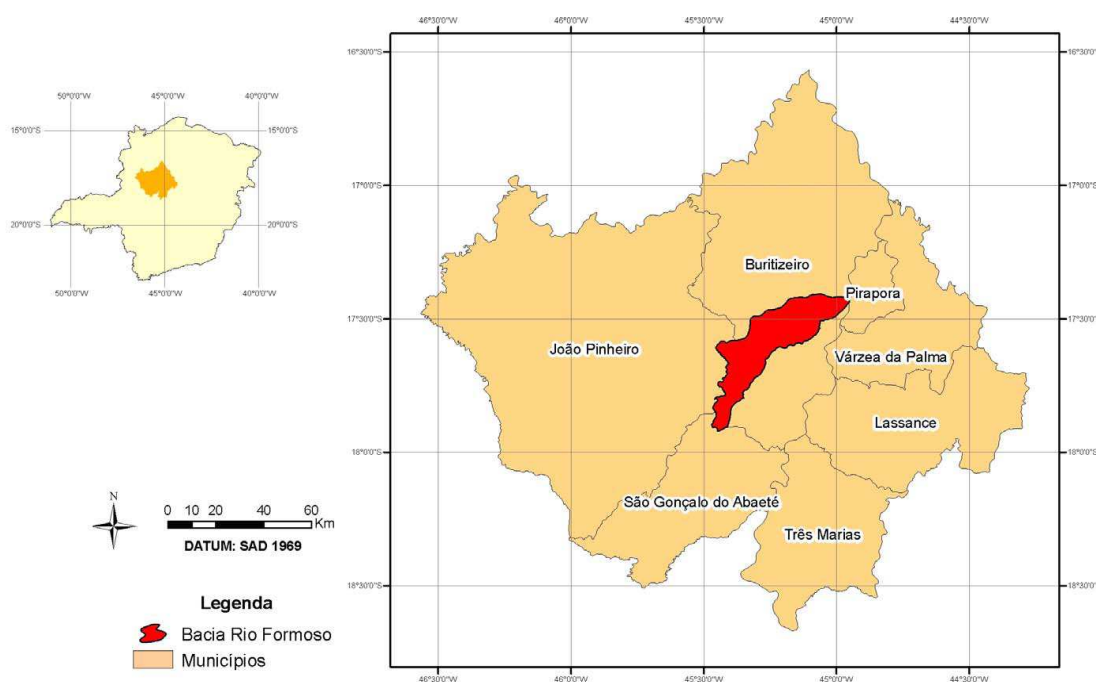 50°0'0"W 45°0'0"W 40°0'0"W
15°0'0"S 15°0'0"S
20°0'0"S 20°0'0"S
50°0'0"W 45°0'0"W 40°0'0"W
N
0 10 20 40 60
Km
DATUM: SAD 1969
Legenda
Bacia Rio Formoso
Municípios
46°30'0"W 46°0'0"W 45°30'0"W 45°0'0"W 44°30'0"W
16°30'0"S 16°30'0"S
17°0'0"S 17°0'0"S
Buritizeiro
Pirapora
17°30'0"S 17°30'0"S
João Pinheiro
Várzea da Palma
Lassance
18°0'0"S 18°0'0"S
São Gonçalo do Abaeté
Três Marias
18°30'0"S 18°30'0"S
46°30'0"W 46°0'0"W 45°30'0"W 45°0'0"W 44°30'0"W